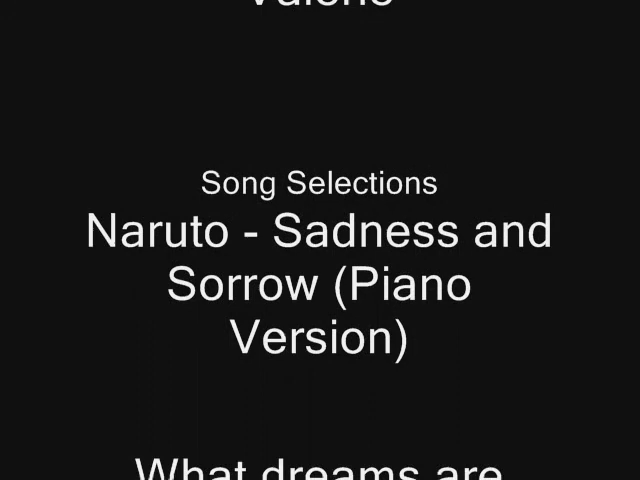 Song Selections
Naruto - Sadness and
Sorrow (Piano
Version)
What dreams are